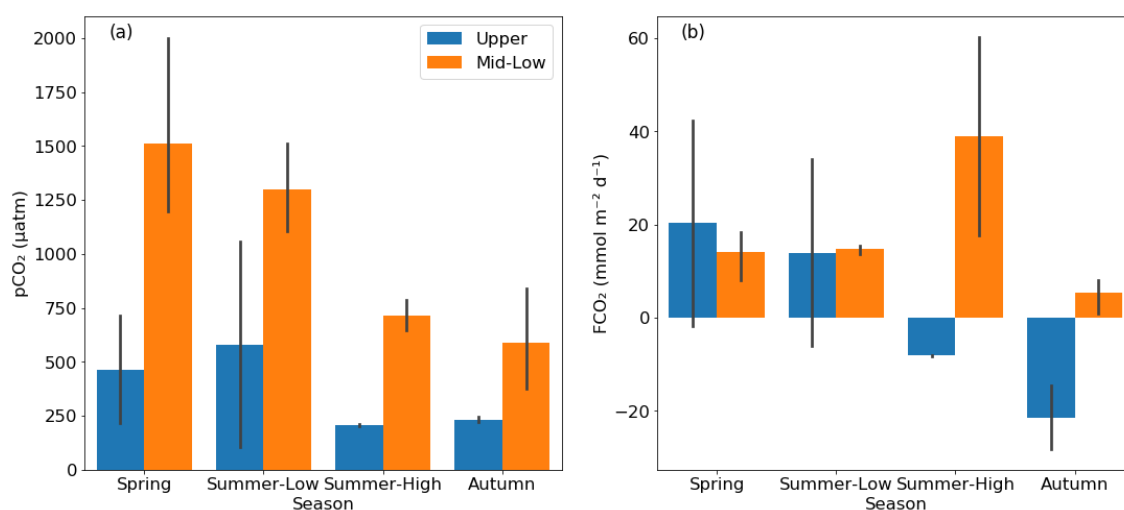 (a)
Upper
Mid-Low
2000
1750
1500
1250
1000
750
500
250
0
pCO₂ (µatm)
Spring Summer-Low Summer-High Autumn
Season
(b)
60
40
20
0
−20
FCO₂ (mmol m⁻² d⁻¹)
Spring Summer-Low Summer-High Autumn
Season